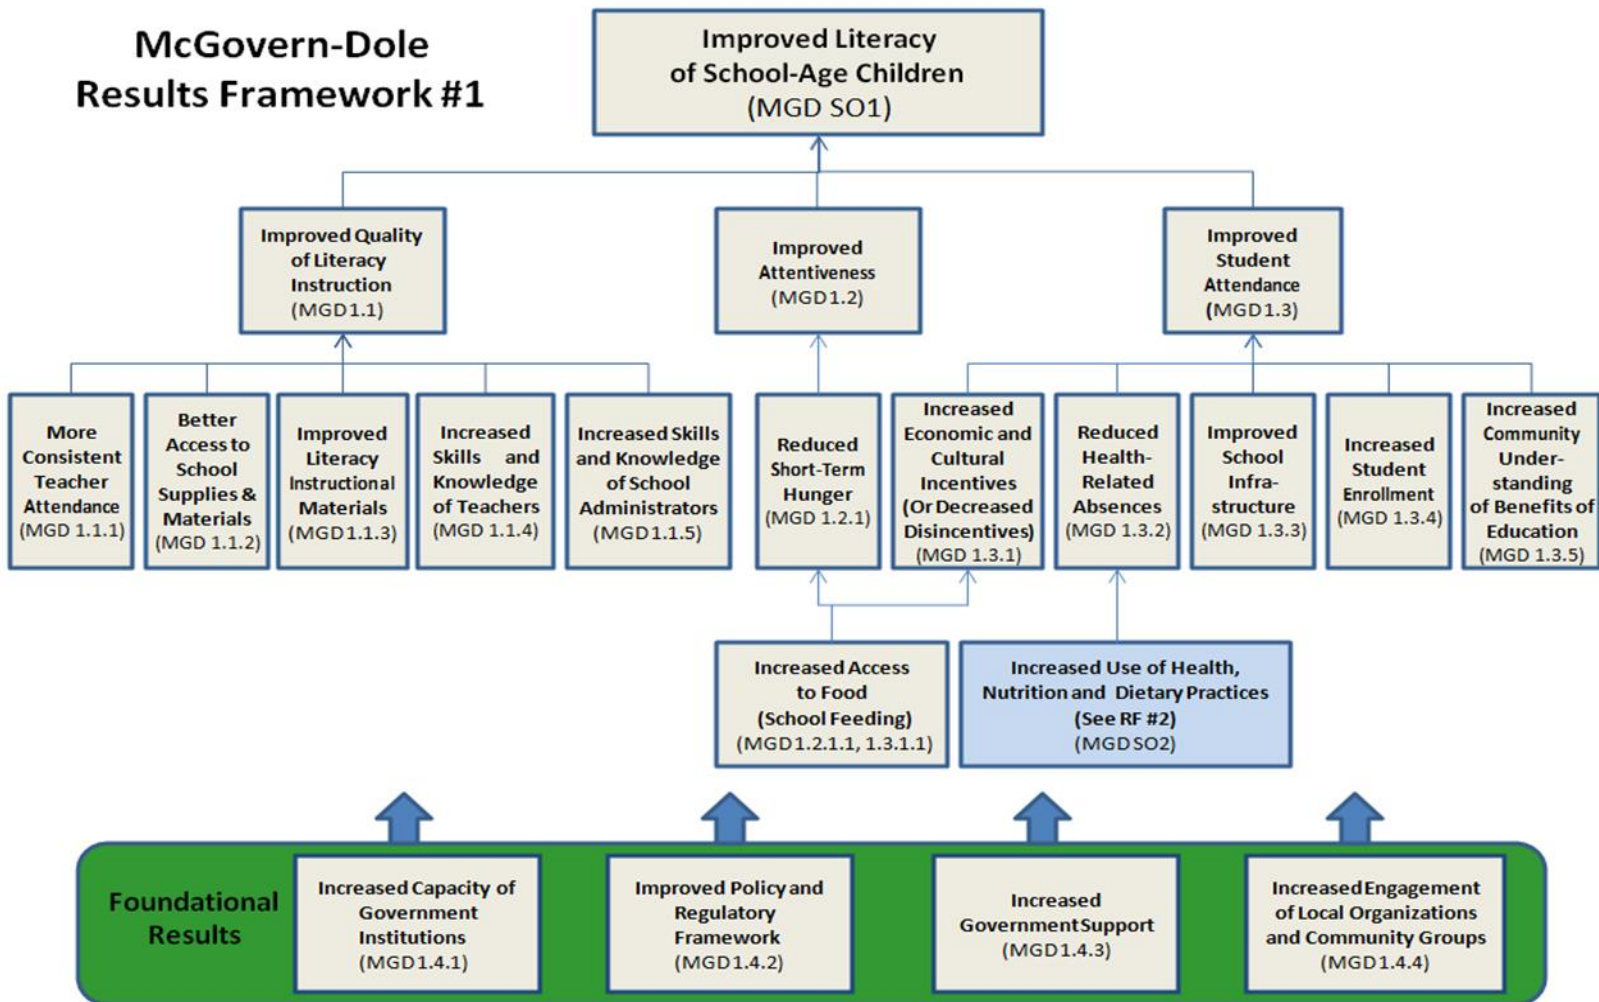 McGovern-Dole
Results Framework #1
Improved Literacy
of School-Age Children
(MGD SO1)
Improved Quality
of Literacy
Instruction
(MGD1.1)
Improved
Attentiveness
(MGD1.2)
Improved
Student
Attendance
(MGD1.3)
More
Consistent
Teacher
Attendance
(MGD 1.1.1)
Better
Access to
School
Supplies &
Materials
(MGD 1.1.2)
Improved
Literacy
Instructional
Materials
(MGD1.1.3)
Increased
Skills and
Knowledge
of Teachers
(MGD 1.1.4)
Increased Skills
and Knowledge
of School
Administrators
(MGD1.1.5)
Reduced
Short-Term
Hunger
(MGD 1.2.1)
Increased
Economic and
Cultural
Incentives
(Or Decreased
Disincentives)
(MGD 1.3.1)
Reduced
Health-
Related
Absences
(MGD 1.3.2)
Improved
School
Infra-
structure
(MGD 1.3.3)
Increased
Student
Enrollment
(MGD 1.3.4)
Increased
Community
Under-
standing
of Benefits of
Education
(MGD 1.3.5)
Increased Access
to Food
(School Feeding)
(MGD1.2.1.1, 1.3.1.1)
Increased Use of Health,
Nutrition and Dietary Practices
(See RF #2)
(MGD SO2)
Foundational
Results
Increased Capacity of
Government
Institutions
(MGD1.4.1)
Improved Policy and
Regulatory
Framework
(MGD1.4.2)
Increased
Government Support
(MGD1.4.3)
Increased Engagement
of Local Organizations
and Community Groups
(MGD1.4.4)